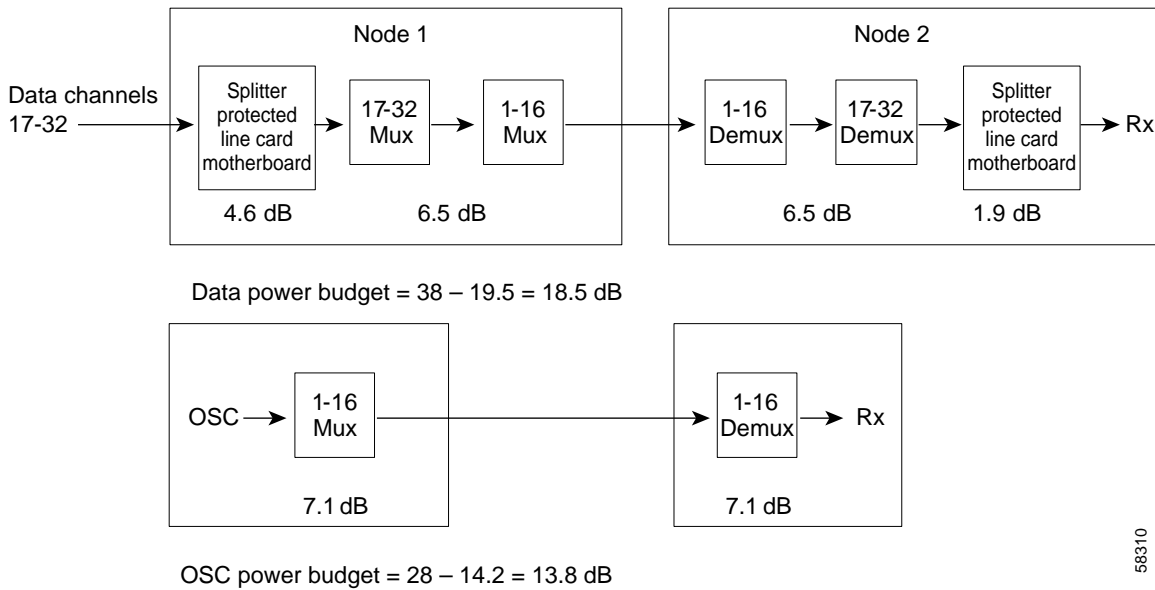 Node 1
Node 2
Data channels
17-32
Splitter
protected
line card
motherboard
17-32
Mux
1-16
Mux
1-16
Demux
17-32
Demux
Splitter
protected
line card
motherboard
Rx
4.6 dB
6.5 dB
6.5 dB
1.9 dB
Data power budget = 38 – 19.5 = 18.5 dB
OSC
1-16
Mux
1-16
Demux
Rx
7.1 dB
7.1 dB
OSC power budget = 28 – 14.2 = 13.8 dB
58310